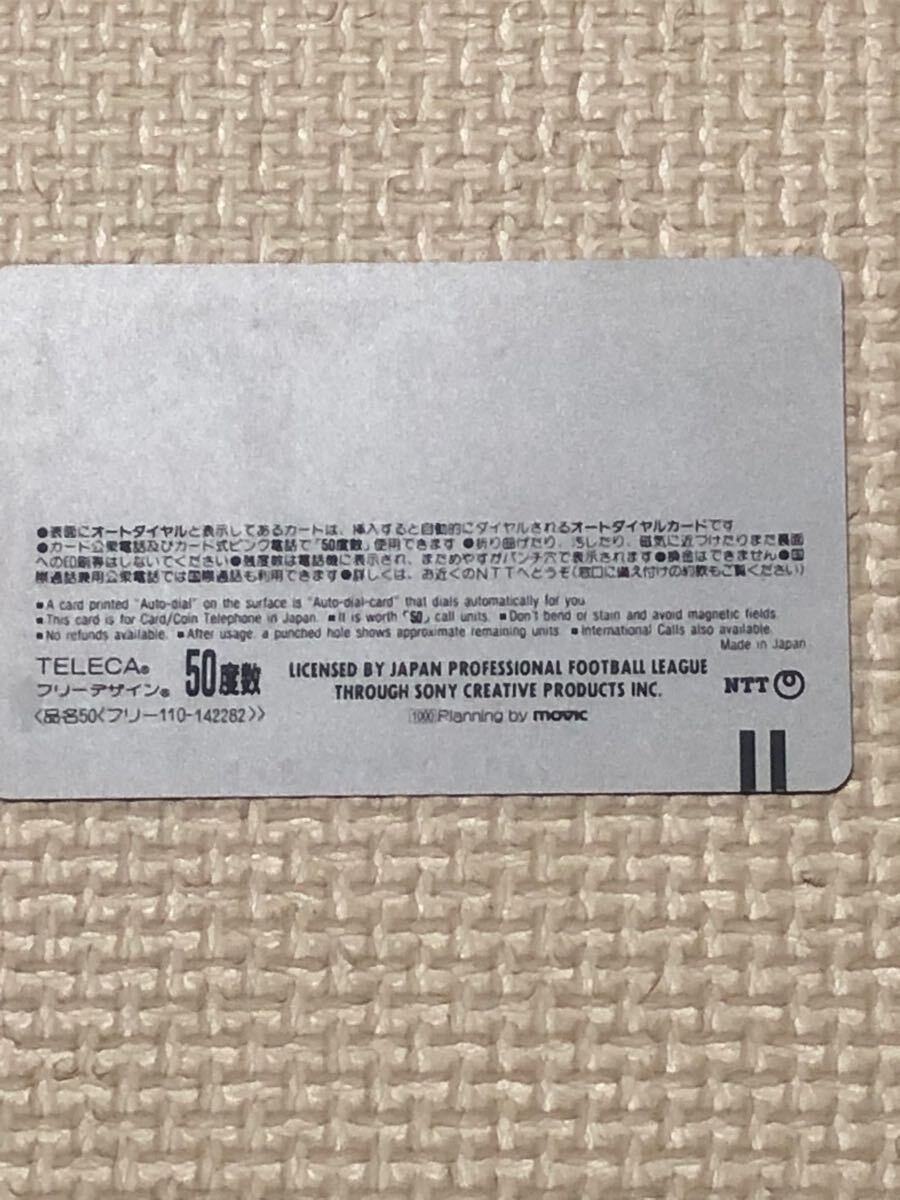 ●表面にオートダイヤルと表示してあるカードは、挿入すると自動的にダイヤルされるオートダイヤルカードです
●カード公衆電話及びカード式ピンク電話で「50度数」使用できます ●折り曲げたり、汚したり、磁気に近づけたりまた裏面
への印刷等はしないでください●残度数は電話機に表示され、まためやすがパンチ穴で表示されます●換金はできません●国
際通話兼用公衆電話では国際通話も利用できます●詳しくは、お近くのNTTへどうぞ(窓口に備え付けの約款もご覧ください)
■ A card printed "Auto-dial" on the surface is "Auto-dial-card" that dials automatically for you
■ This card is for Card/Coin Telephone in Japan. ■ It is worth「50」call units. ■ Don't bend or stain and avoid magnetic fields.
■ No refunds available. ■ After usage, a punched hole shows approximate remaining units. ■ International Calls also available.
Made in Japan
TELECA® 50度数 LICENSED BY JAPAN PROFESSIONAL FOOTBALL LEAGUE
フリーデザイン® THROUGH SONY CREATIVE PRODUCTS INC. NTT
〈品名50《フリー110-142282》〉 1000 Planning by movic